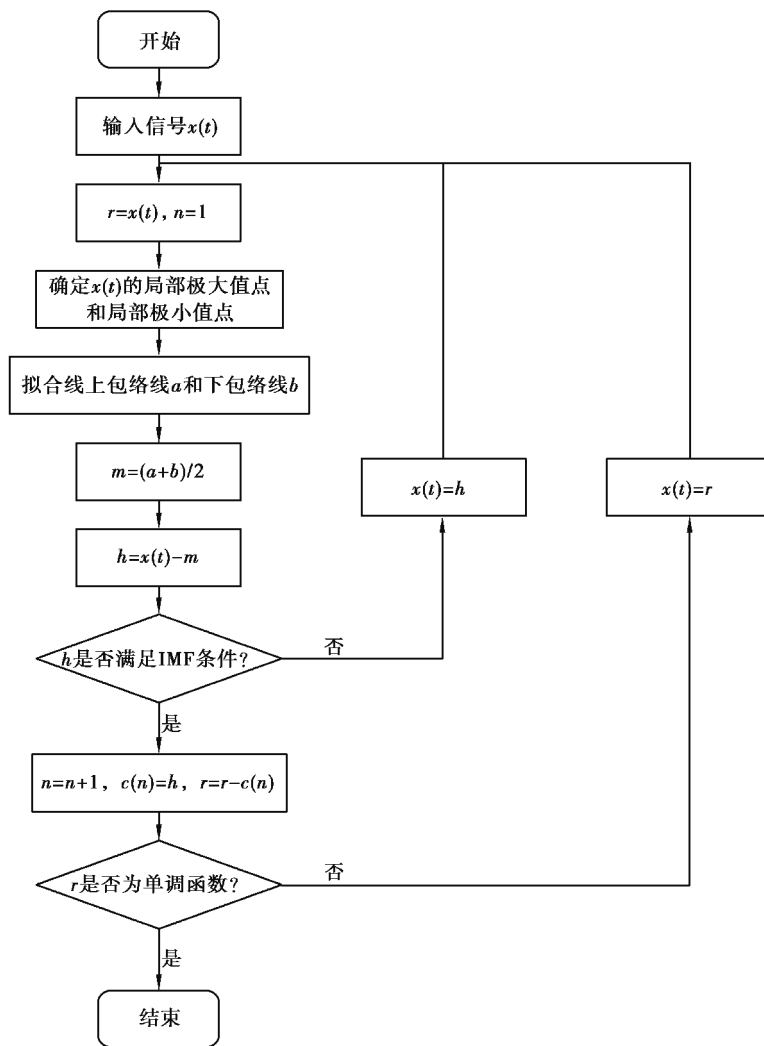 开始
输入信号x(t)
r=x(t), n=1
确定x(t)的局部极大值点
和局部极小值点
拟合线上包络线a和下包络线b
m=(a+b)/2
x(t)=h
x(t)=r
h=x(t)-m
h是否满足IMF条件?
否
是
n=n+1, c(n)=h, r=r-c(n)
r是否为单调函数?
否
是
结束